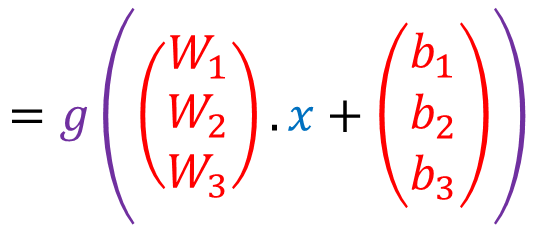 = g((W₁ W₂ W₃) . x + (b₁ b₂ b₃))